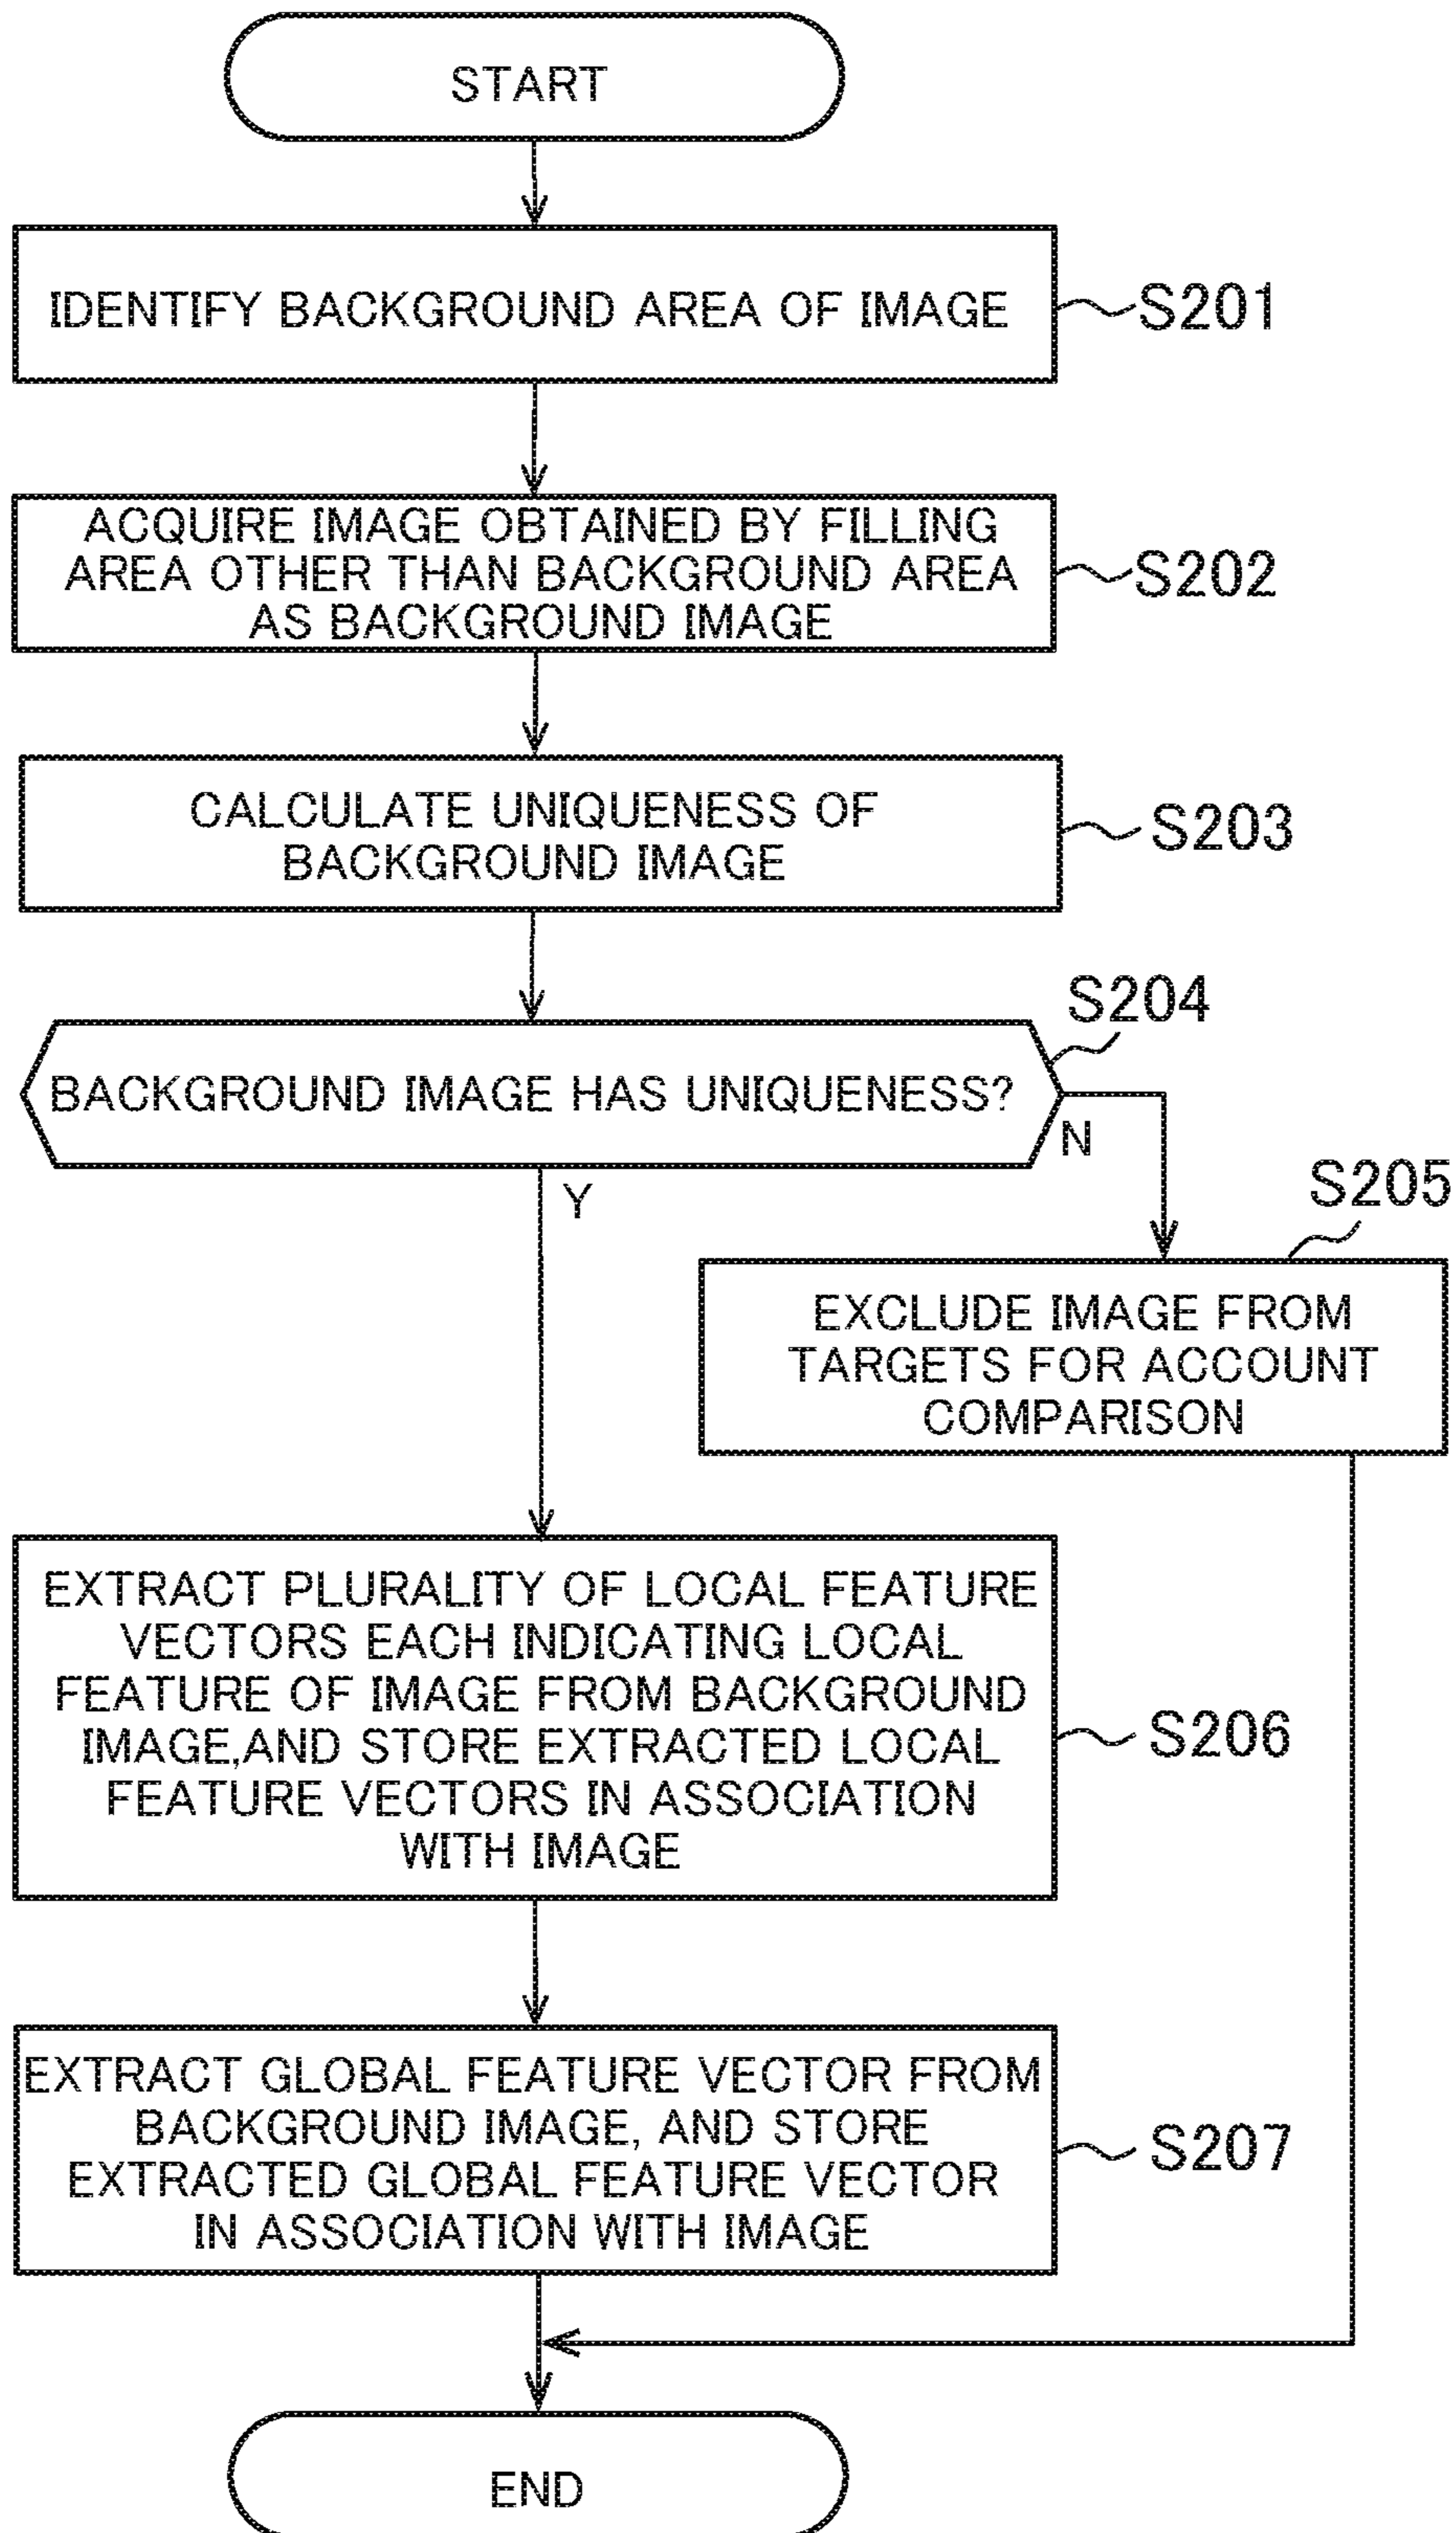 START
IDENTIFY BACKGROUND AREA OF IMAGE
S201
ACQUIRE IMAGE OBTAINED BY FILLING
AREA OTHER THAN BACKGROUND AREA
AS BACKGROUND IMAGE
S202
CALCULATE UNIQUENESS OF
BACKGROUND IMAGE
S203
S204
BACKGROUND IMAGE HAS UNIQUENESS?
N
Y
S205
EXCLUDE IMAGE FROM
TARGETS FOR ACCOUNT
COMPARISON
EXTRACT PLURALITY OF LOCAL FEATURE
VECTORS EACH INDICATING LOCAL
FEATURE OF IMAGE FROM BACKGROUND
IMAGE,AND STORE EXTRACTED LOCAL
FEATURE VECTORS IN ASSOCIATION
WITH IMAGE
S206
EXTRACT GLOBAL FEATURE VECTOR FROM
BACKGROUND IMAGE, AND STORE
EXTRACTED GLOBAL FEATURE VECTOR
IN ASSOCIATION WITH IMAGE
S207
END